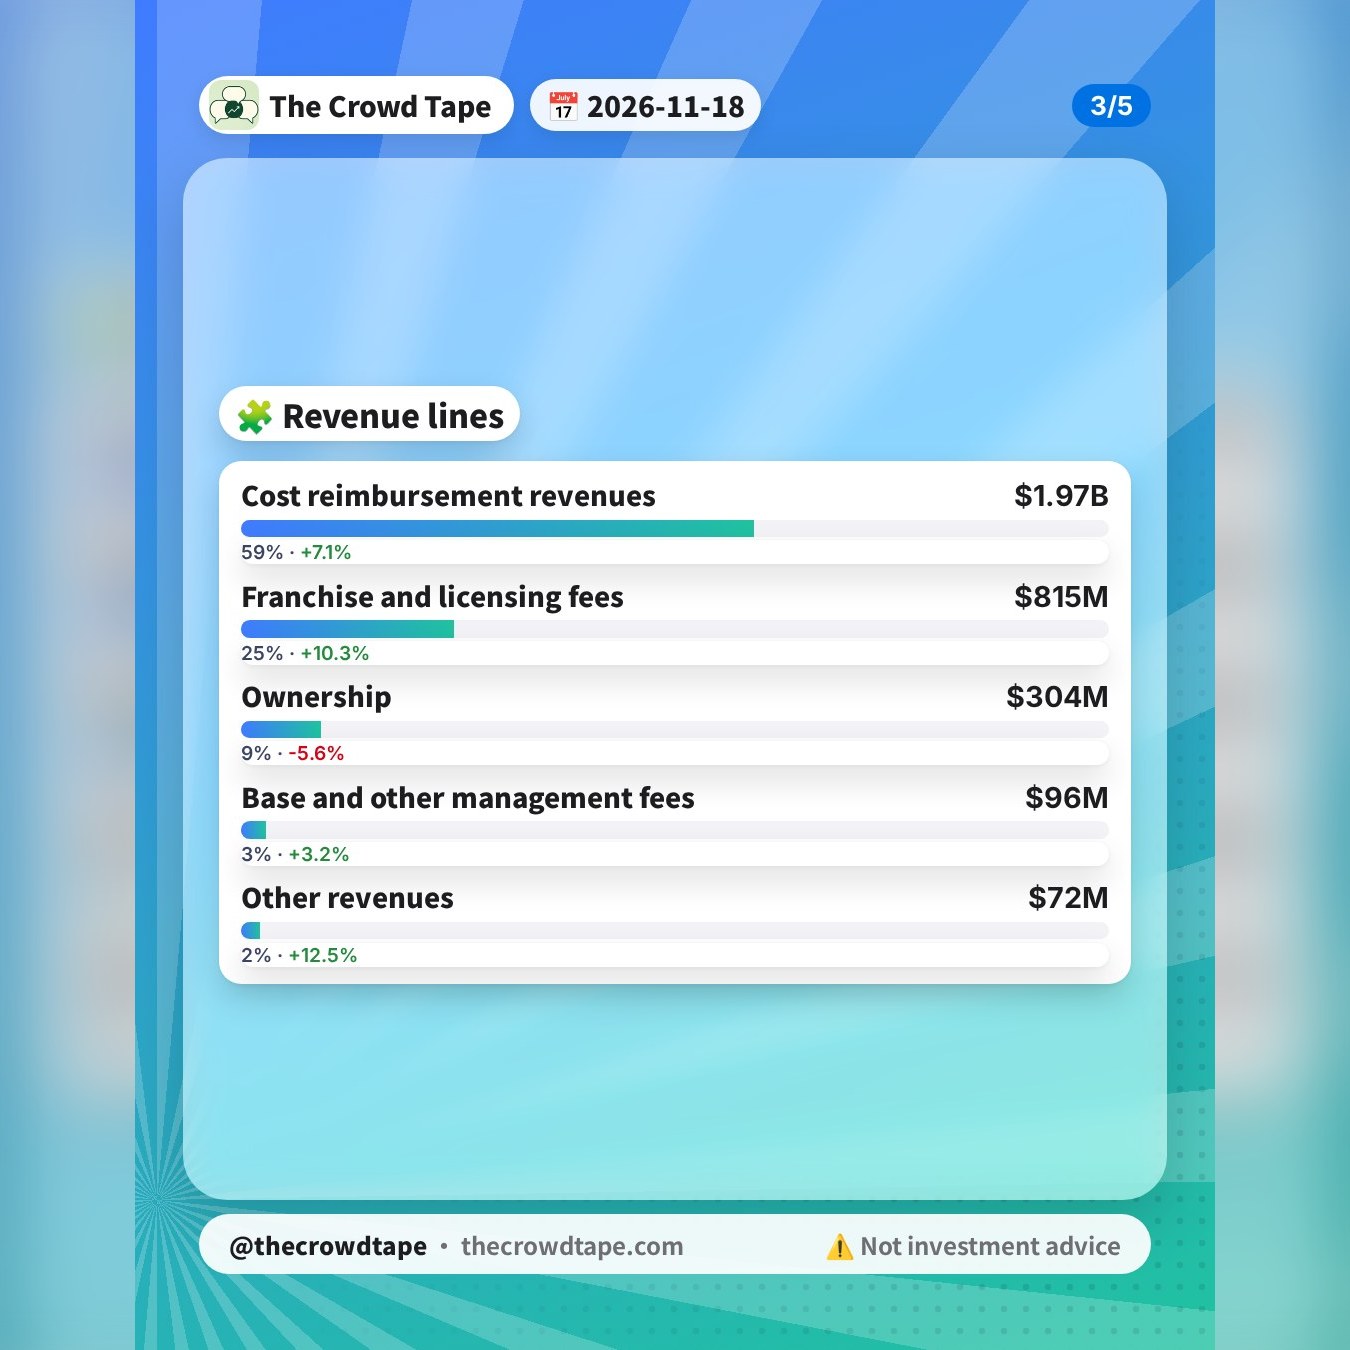 The Crowd Tape
📅 2026-11-18
3/5
🧩 Revenue lines
Cost reimbursement revenues $1.97B
59% · +7.1%
Franchise and licensing fees $815M
25% · +10.3%
Ownership $304M
9% · -5.6%
Base and other management fees $96M
3% · +3.2%
Other revenues $72M
2% · +12.5%
@thecrowdtape • thecrowdtape.com ⚠️ Not investment advice